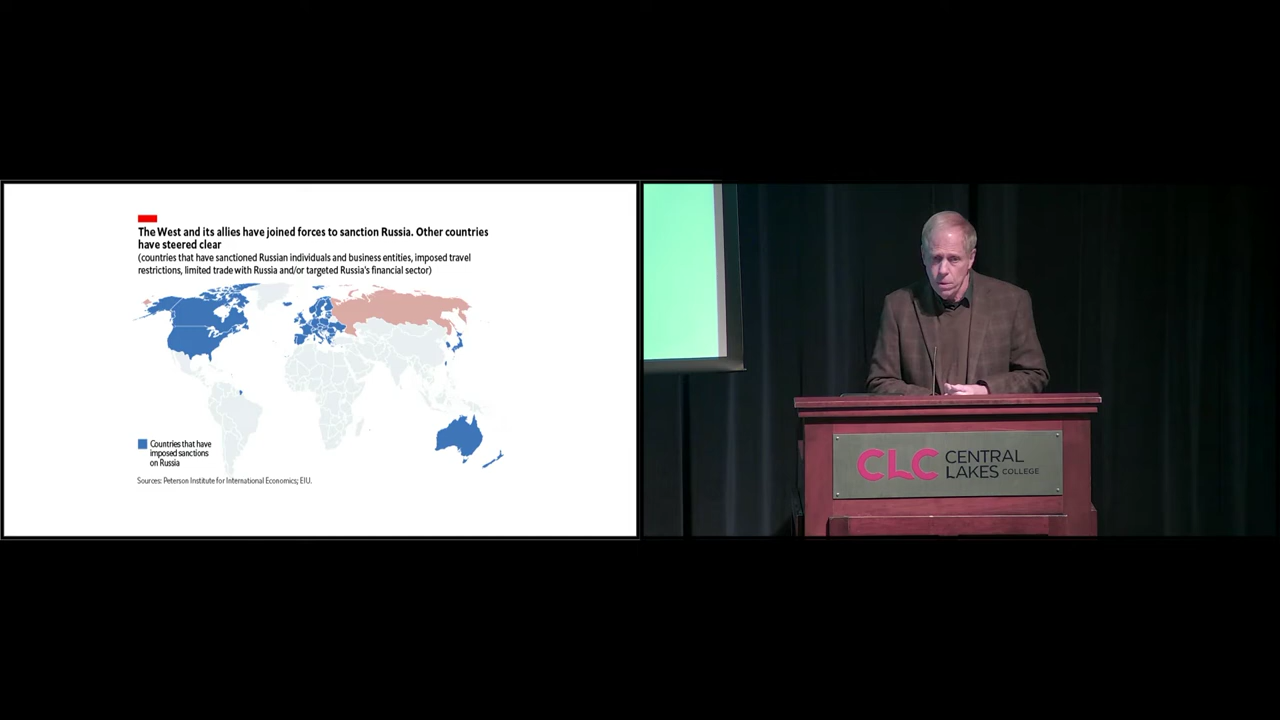 The West and its allies have joined forces to sanction Russia. Other countries
have steered clear
(countries that have sanctioned Russian individuals and business entities, imposed travel
restrictions, limited trade with Russia and/or targeted Russia's financial sector)
Countries that have
imposed sanctions
on Russia
Sources: Peterson Institute for International Economics; EIU.
CLC CENTRAL
LAKES COLLEGE